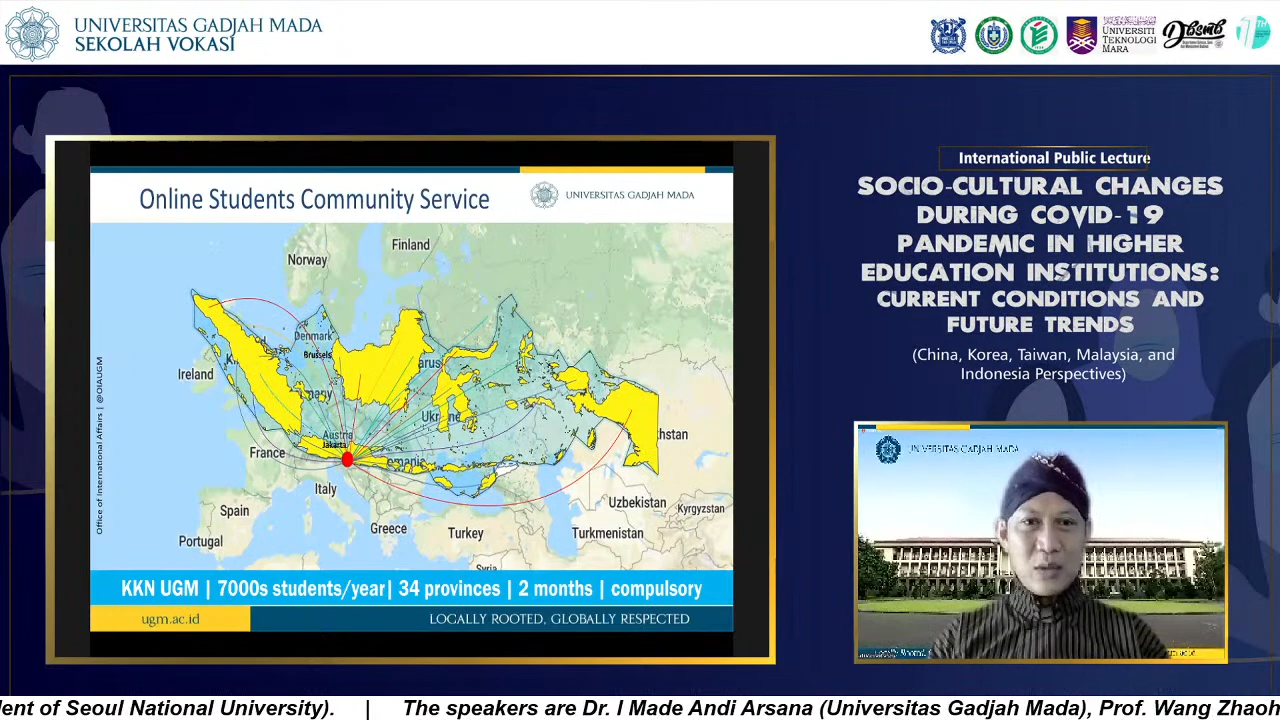 UNIVERSITAS GADJAH MADA
SEKOLAH VOKASI
UNIVERSITI
TEKNOLOGI
MARA
Online Students Community Service
UNIVERSITAS GADJAH MADA
Finland
Norway
Denmark
Brussels
Ireland
arus
many
Ukraine
Austria
Jakarta
France
omania
khstan
Italy
Spain
Uzbekistan
Kyrgyzstan
Greece
Turkey
Turkmenistan
Portugal
Syria
Office of International Affairs | @OIAUGM
KKN UGM | 7000s students/year| 34 provinces | 2 months | compulsory
ugm.ac.id
LOCALLY ROOTED, GLOBALLY RESPECTED
International Public Lecture
SOCIO-CULTURAL CHANGES
DURING COVID-19
PANDEMIC IN HIGHER
EDUCATION INSTITUTIONS:
CURRENT CONDITIONS AND
FUTURE TRENDS
(China, Korea, Taiwan, Malaysia, and
Indonesia Perspectives)
UNIVERSITAS GADJAH MADA
lent of Seoul National University). | The speakers are Dr. I Made Andi Arsana (Universitas Gadjah Mada), Prof. Wang Zhaoh